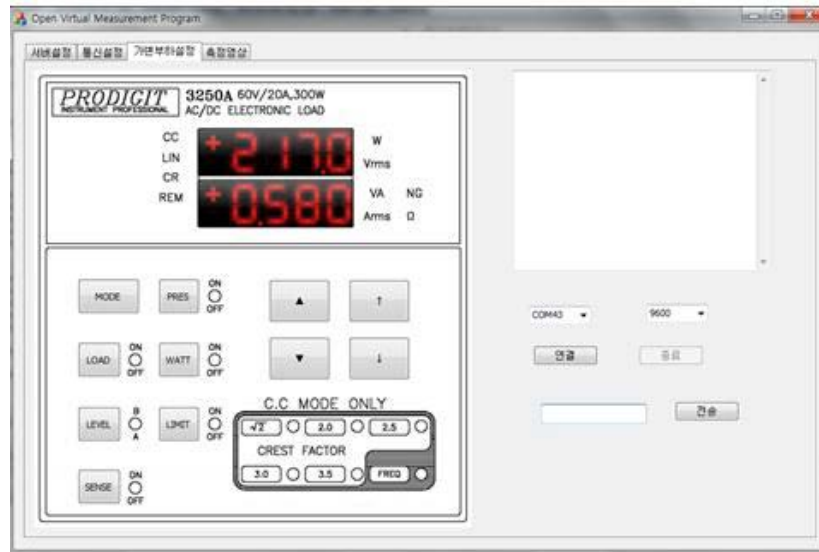 Open Virtual Measurement Program
서버설정 통신설정 가변부하설정 측정영상
PRODIGIT 3250A 60V/20A,300W
INSTRUMENT PROFESSIONAL AC/DC ELECTRONIC LOAD
CC
LIN
CR
REM
+217.0
+0.580
W
Vrms
VA NG
Arms Ω
MODE PRES ON OFF ▲ ↑
LOAD ON OFF WATT ON OFF ▼ ↓
LEVEL B A LIMIT ON OFF
SENSE ON OFF
C.C MODE ONLY
√2 2.0 2.5
CREST FACTOR
3.0 3.5 FREQ
COM43 9600
연결 종료
전송